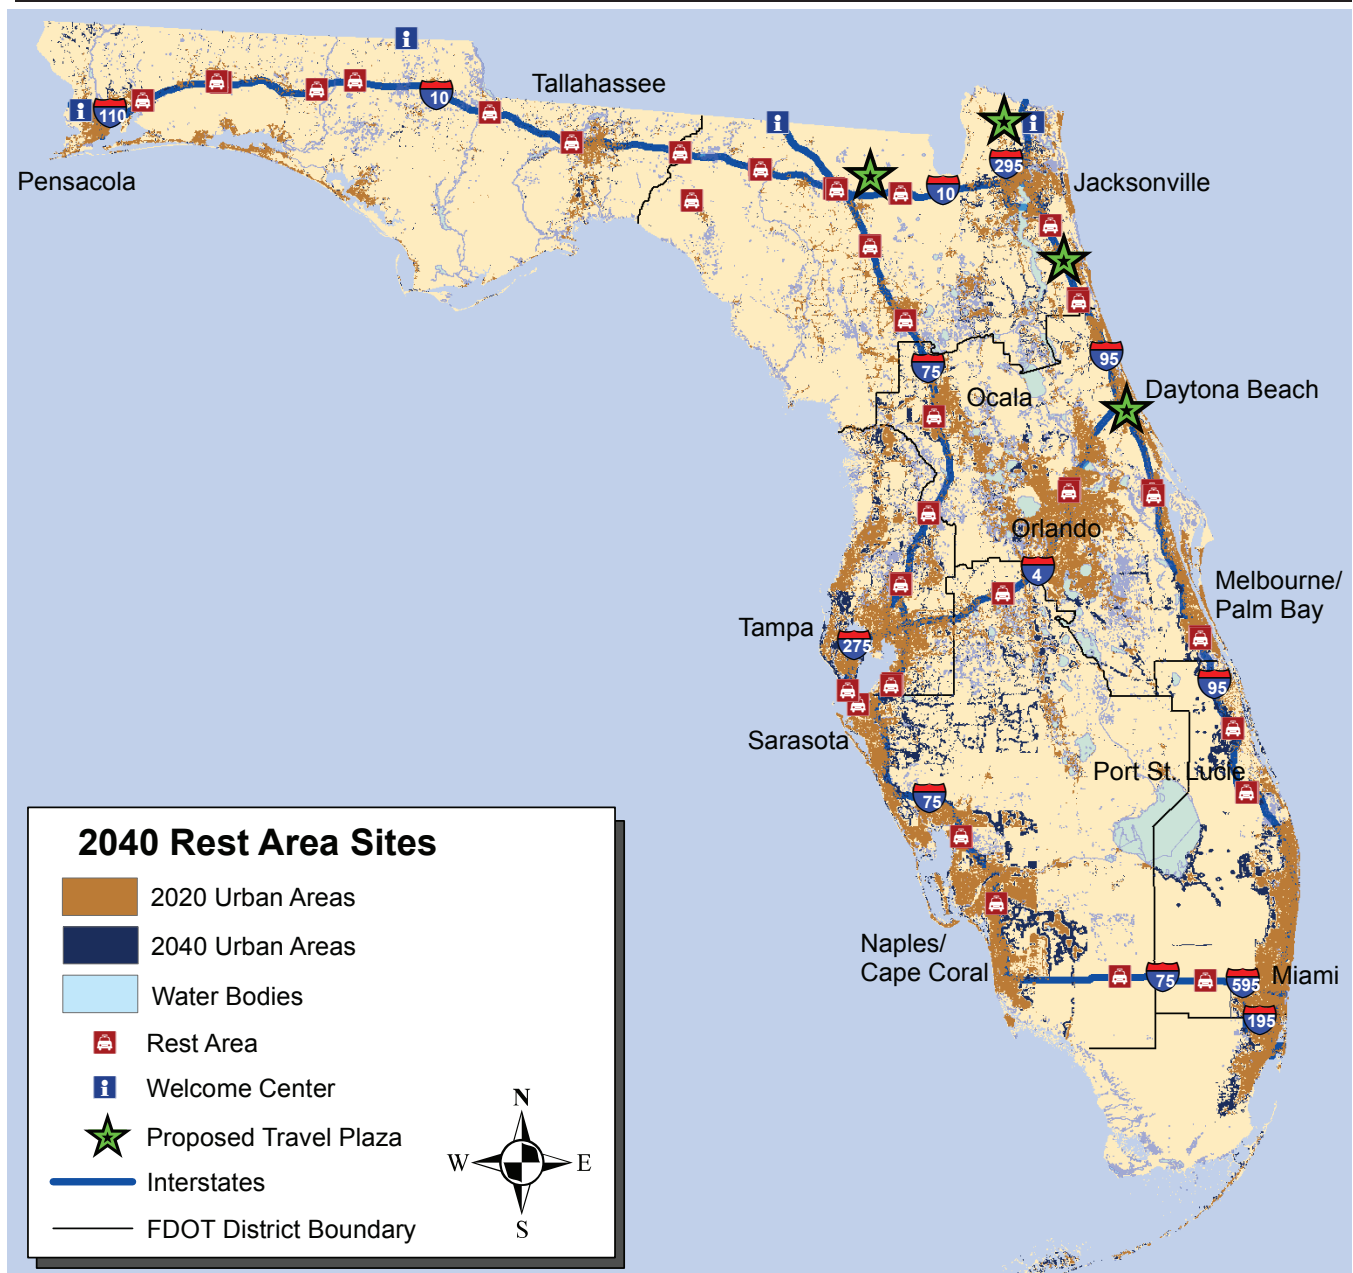 Tallahassee
110
10
Pensacola
295
10
Jacksonville
75
95
Ocala
Daytona Beach
Orlando
4
Melbourne/
Palm Bay
Tampa
275
95
Sarasota
Port St. Lucie
75
Naples/
Cape Coral
75
595
Miami
195
2040 Rest Area Sites
2020 Urban Areas
2040 Urban Areas
Water Bodies
Rest Area
Welcome Center
Proposed Travel Plaza
Interstates
FDOT District Boundary
N
W
E
S